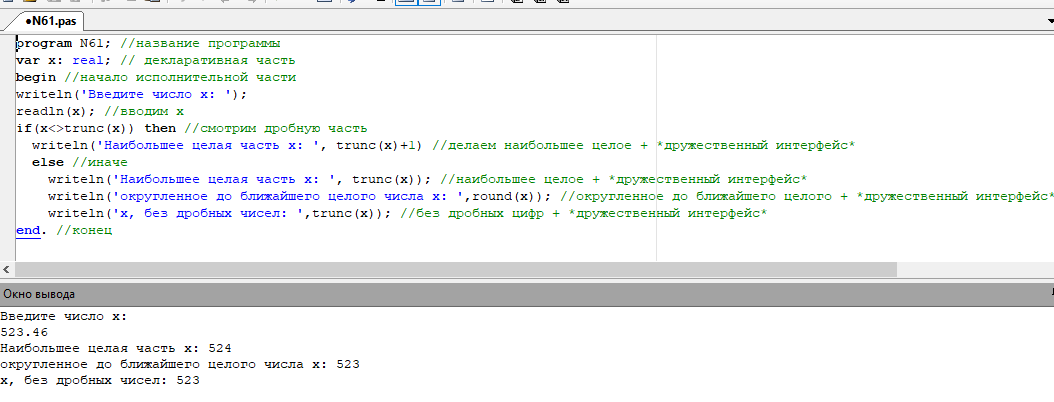 •N61.pas
program N61; //название программы
var x: real; // декларативная часть
begin //начало исполнительной части
writeln('Введите число x: ');
readln(x); //вводим x
if(x<>trunc(x)) then //смотрим дробную часть
writeln('Наибольшее целая часть x: ', trunc(x)+1) //делаем наибольшее целое + *дружественный интерфейс*
else //иначе
writeln('Наибольшее целая часть x: ', trunc(x)); //наибольшее целое + *дружественный интерфейс*
writeln('округленное до ближайшего целого числа x: ',round(x)); //округленное до ближайшего целого + *дружественный интерфейс*
writeln('x, без дробных чисел: ',trunc(x)); //без дробных цифр + *дружественный интерфейс*
end. //конец
Окно вывода
Введите число x:
523.46
Наибольшее целая часть x: 524
округленное до ближайшего целого числа x: 523
x, без дробных чисел: 523